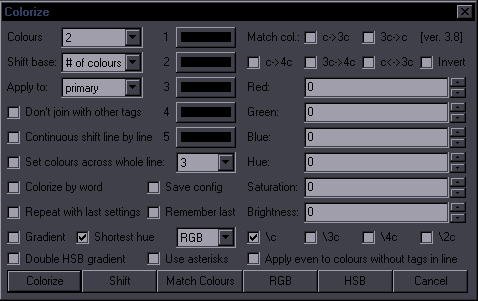 Colorize
Colours 2 1 Match col.: c->3c 3c->c [ver. 3.8]
Shift base: # of colours 2 c->4c 3c->4c c<->3c Invert
Apply to: primary 3 Red: 0
Don't join with other tags 4 Green: 0
Continuous shift line by line 5 Blue: 0
Set colours across whole line: 3 Hue: 0
Colorize by word Save config Saturation: 0
Repeat with last settings Remember last Brightness: 0
Gradient Shortest hue RGB \c \3c \4c \2c
Double HSB gradient Use asterisks Apply even to colours without tags in line
Colorize Shift Match Colours RGB HSB Cancel